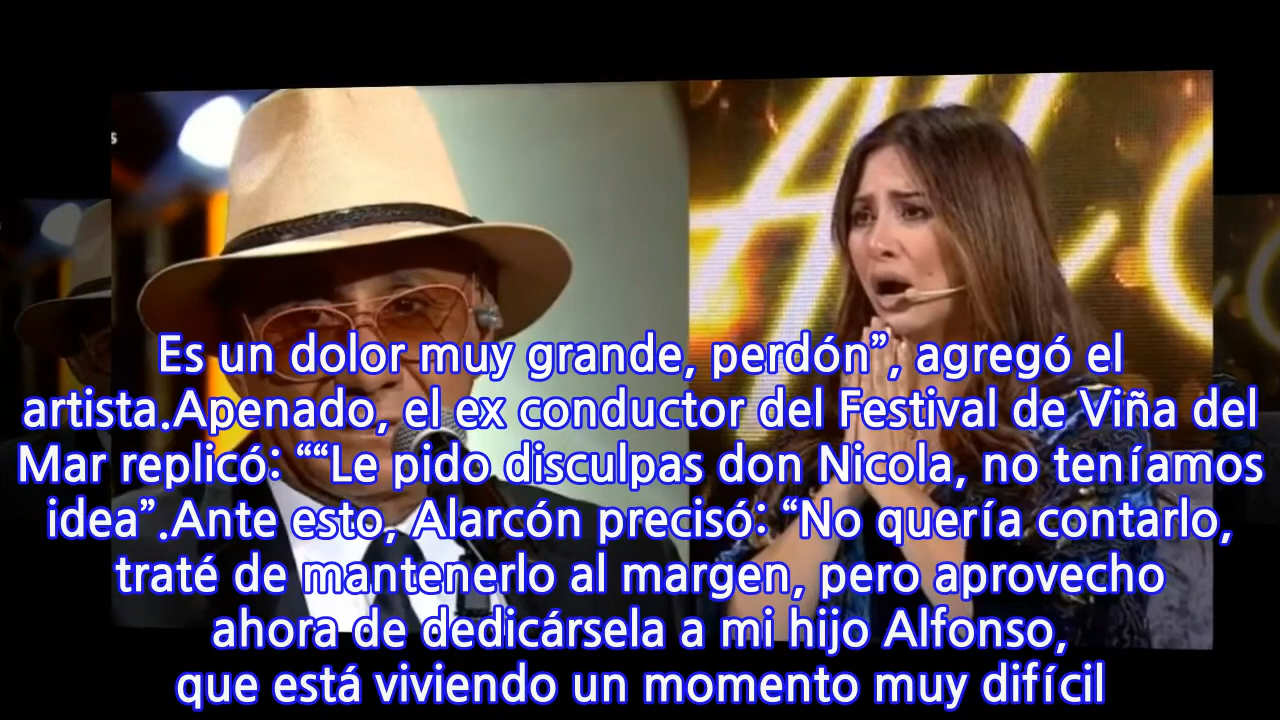 Es un dolor muy grande, perdón”, agregó el
artista.Apenado, el ex conductor del Festival de Viña del
Mar replicó: ““Le pido disculpas don Nicola, no teníamos
idea”.Ante esto, Alarcón precisó: “No quería contarlo,
traté de mantenerlo al margen, pero aprovecho
ahora de dedicársela a mi hijo Alfonso,
que está viviendo un momento muy difícil